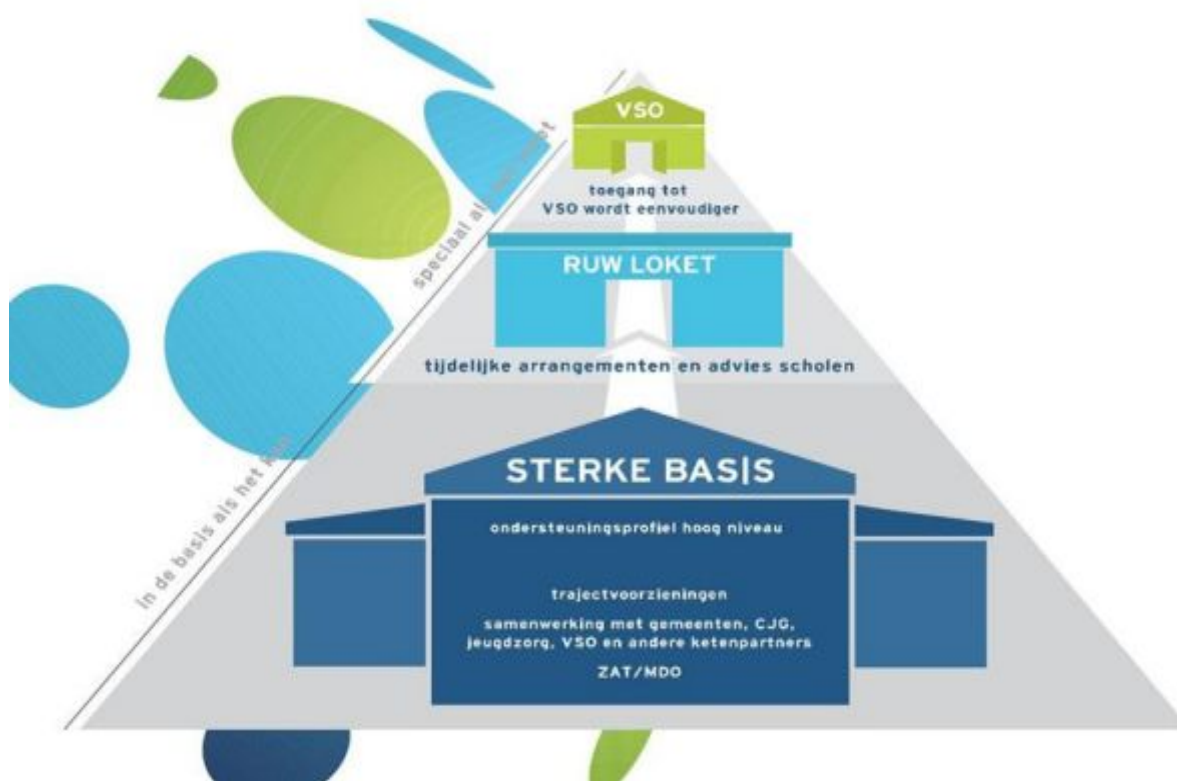 VSO
toegang tot
VSO wordt eenvoudiger
RUW LOKET
tijdelijke arrangementen en advies scholen
STERKE BASIS
ondersteuningsprofiel hoog niveau
trajectvoorzieningen
samenwerking met gemeenten, CJG,
jeugdzorg, VSO en andere ketenpartners
ZAT/MDO
speciaal
in de basis als het